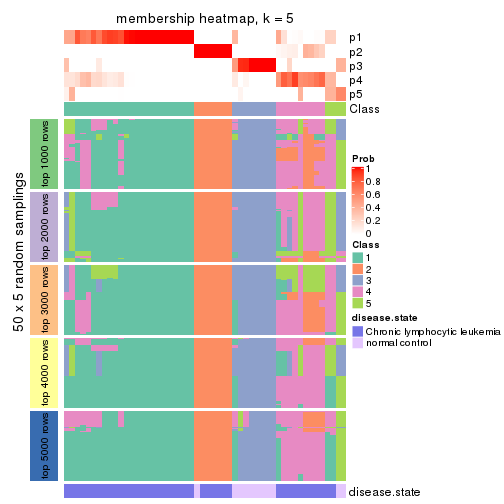 membership heatmap, k = 5
p1
p2
p3
p4
p5
Class
50 x 5 random samplings
top 1000 rows
top 2000 rows
top 3000 rows
top 4000 rows
top 5000 rows
disease.state
Prob
1
0.8
0.6
0.4
0.2
0
Class
1
2
3
4
5
disease.state
Chronic lymphocytic leukemia
normal control